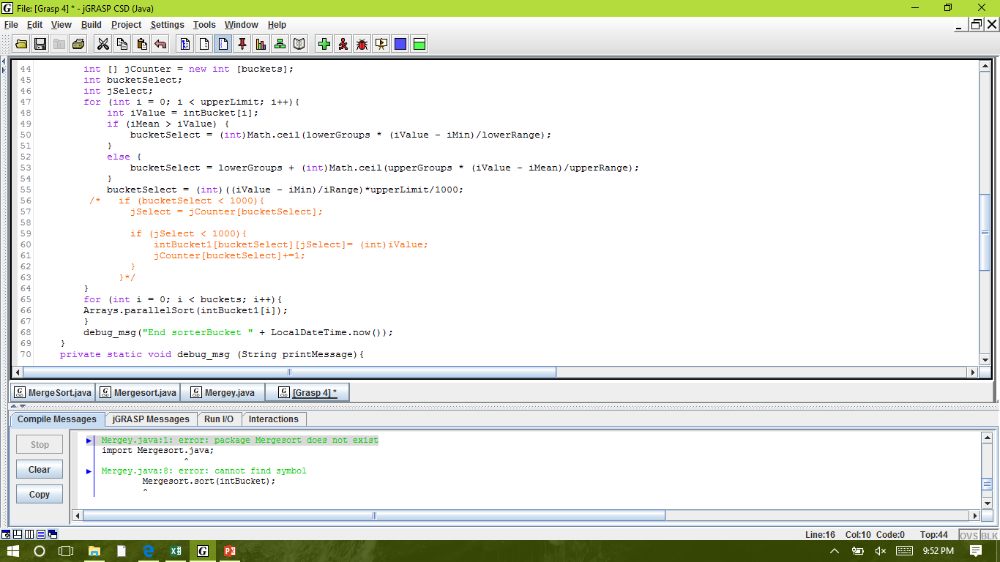 File: [Grasp 4] * - jGRASP CSD (Java)
File Edit View Build Project Settings Tools Window Help
44 int [] jCounter = new int [buckets];
45 int bucketSelect;
46 int jSelect;
47 for (int i = 0; i < upperLimit; i++){
48 int iValue = intBucket[i];
49 if (iMean > iValue) {
50 bucketSelect = (int)Math.ceil(lowerGroups * (iValue - iMin)/lowerRange);
51 }
52 else {
53 bucketSelect = lowerGroups + (int)Math.ceil(upperGroups * (iValue - iMean)/upperRange);
54 }
55 bucketSelect = (int)((iValue - iMin)/iRange)*upperLimit/1000;
56 /* if (bucketSelect < 1000){
57 jSelect = jCounter[bucketSelect];
58
59 if (jSelect < 1000){
60 intBucket1[bucketSelect][jSelect]= (int)iValue;
61 jCounter[bucketSelect]+=1;
62 }
63 }*/
64 }
65 for (int i = 0; i < buckets; i++){
66 Arrays.parallelSort(intBucket1[i]);
67 }
68 debug_msg("End sorterBucket " + LocalDateTime.now());
69 }
70 private static void debug_msg (String printMessage){
MergeSort.java Mergesort.java Mergey.java [Grasp 4] *
Compile Messages jGRASP Messages Run I/O Interactions
Stop
Clear
Copy
Mergey.java:1: error: package Mergesort does not exist
import Mergesort.java;
^
Mergey.java:8: error: cannot find symbol
Mergesort.sort(intBucket);
^
Line:16 Col:10 Code:0 Top:44 OVS BLK
9:52 PM